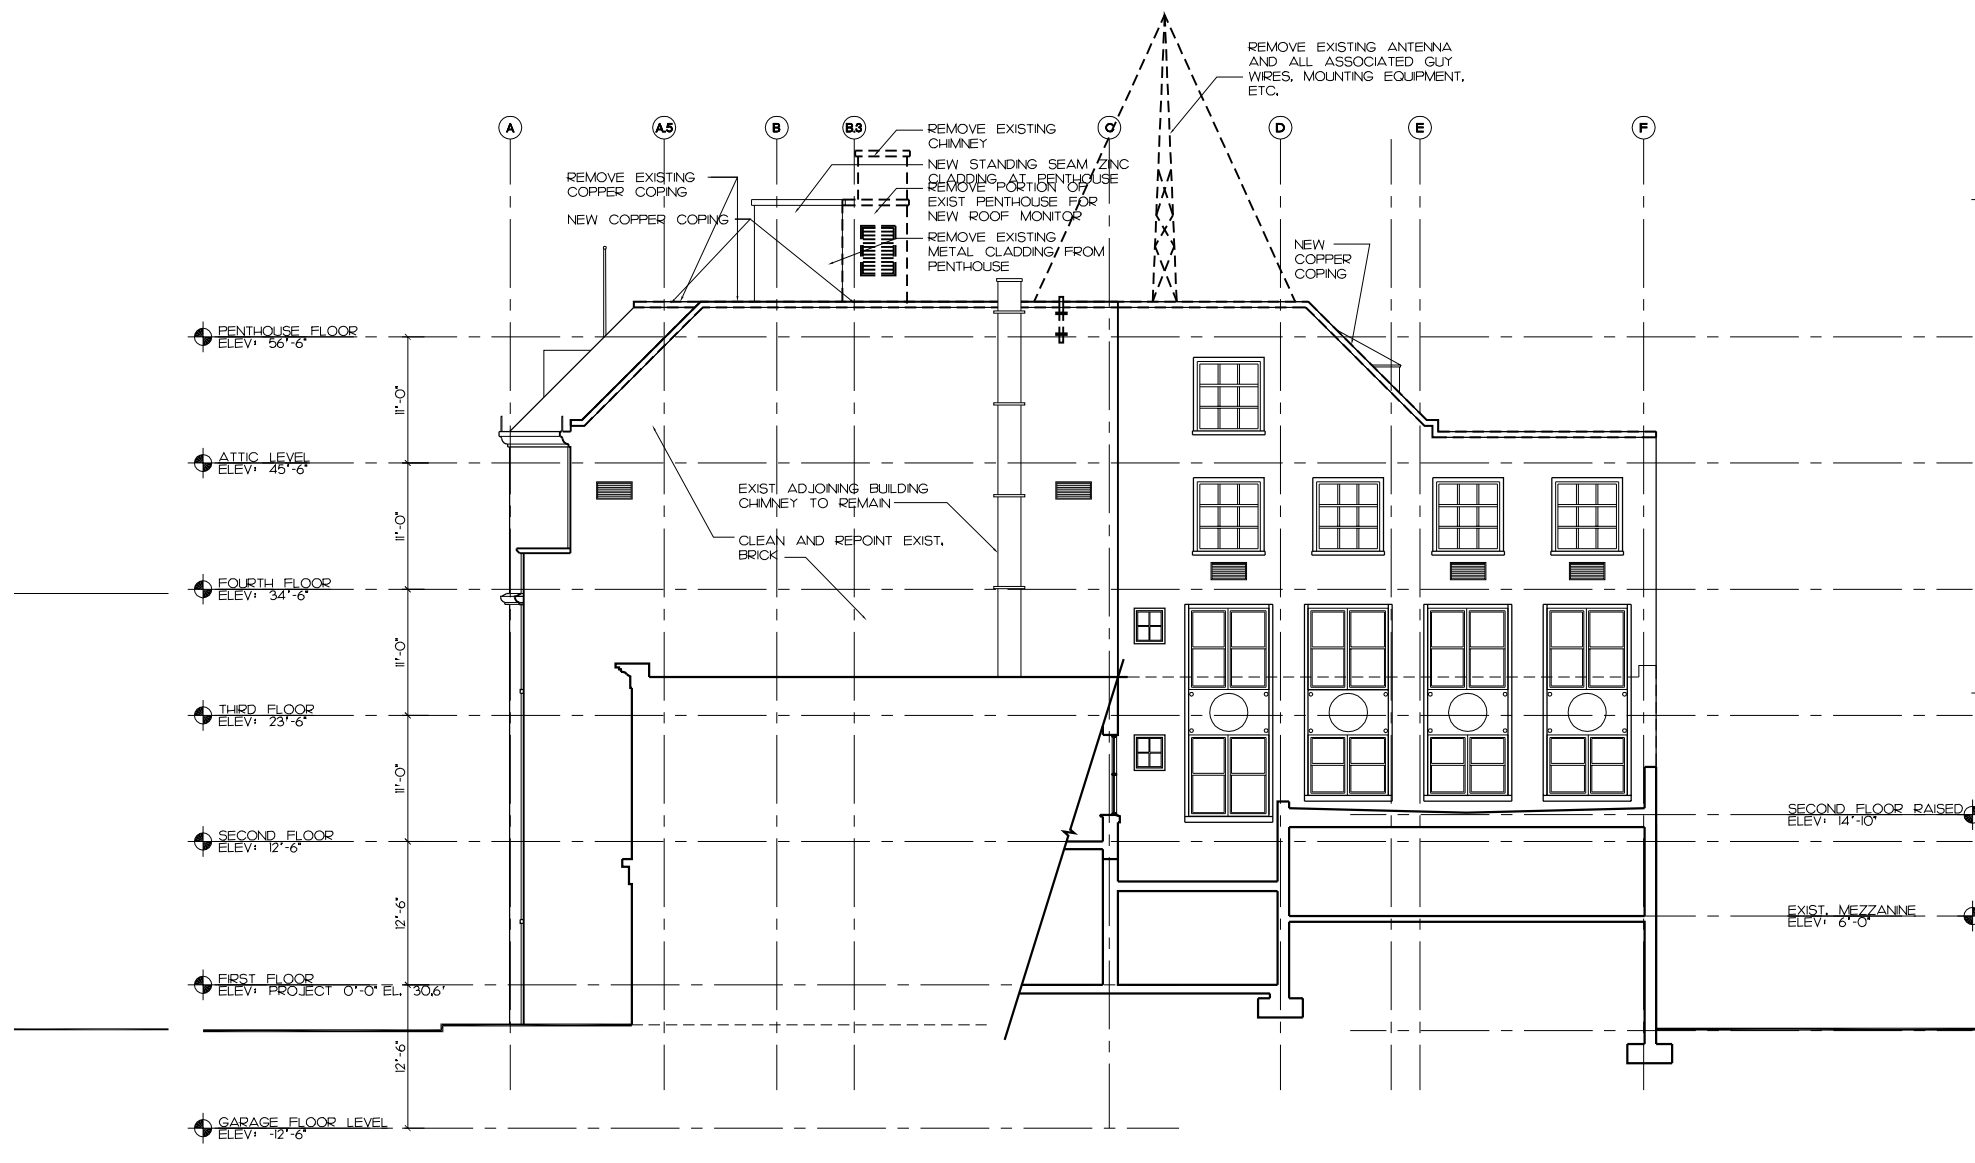 REMOVE EXISTING ANTENNA
AND ALL ASSOCIATED GUY
WIRES, MOUNTING EQUIPMENT,
ETC.
A
A.5
B
B.3
C
D
E
F
REMOVE EXISTING
CHIMNEY
NEW STANDING SEAM ZINC
CLADDING AT PENTHOUSE
REMOVE PORTION OF
EXIST PENTHOUSE FOR
NEW ROOF MONITOR
REMOVE EXISTING
METAL CLADDING FROM
PENTHOUSE
REMOVE EXISTING
COPPER COPING
NEW COPPER COPING
NEW
COPPER
COPING
PENTHOUSE FLOOR
ELEV: 56'-6"
11'-0"
ATTIC LEVEL
ELEV: 45'-6"
EXIST. ADJOINING BUILDING
CHIMNEY TO REMAIN
11'-0"
CLEAN AND REPOINT EXIST.
BRICK
FOURTH FLOOR
ELEV: 34'-6"
11'-0"
THIRD FLOOR
ELEV: 23'-6"
11'-0"
SECOND FLOOR RAISED
ELEV: 14'-10"
SECOND FLOOR
ELEV: 12'-6"
12'-6"
EXIST. MEZZANINE
ELEV: 6'-0"
FIRST FLOOR
ELEV: PROJECT 0'-0" EL. 30.6'
12'-6"
GARAGE FLOOR LEVEL
ELEV: -12'-6"